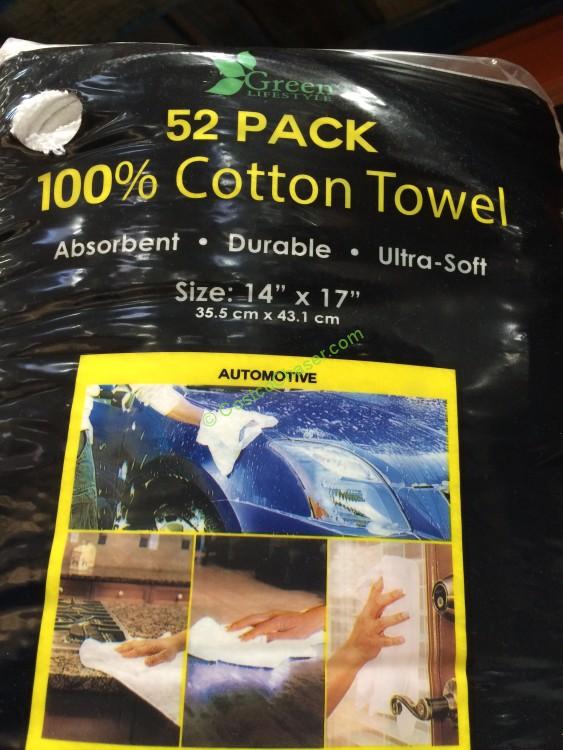 Green
LIFESTYLE
52 PACK
100% Cotton Towel
Absorbent • Durable • Ultra-Soft
Size: 14" x 17"
35.5 cm x 43.1 cm
AUTOMOTIVE
© CostcoChaser.com